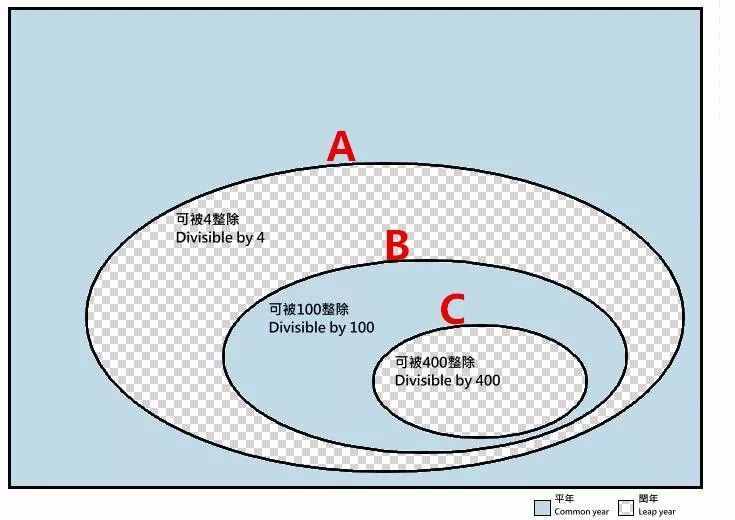 A
可被4整除
Divisible by 4
B
可被100整除
Divisible by 100
C
可被400整除
Divisible by 400
平年
Common year
閏年
Leap year